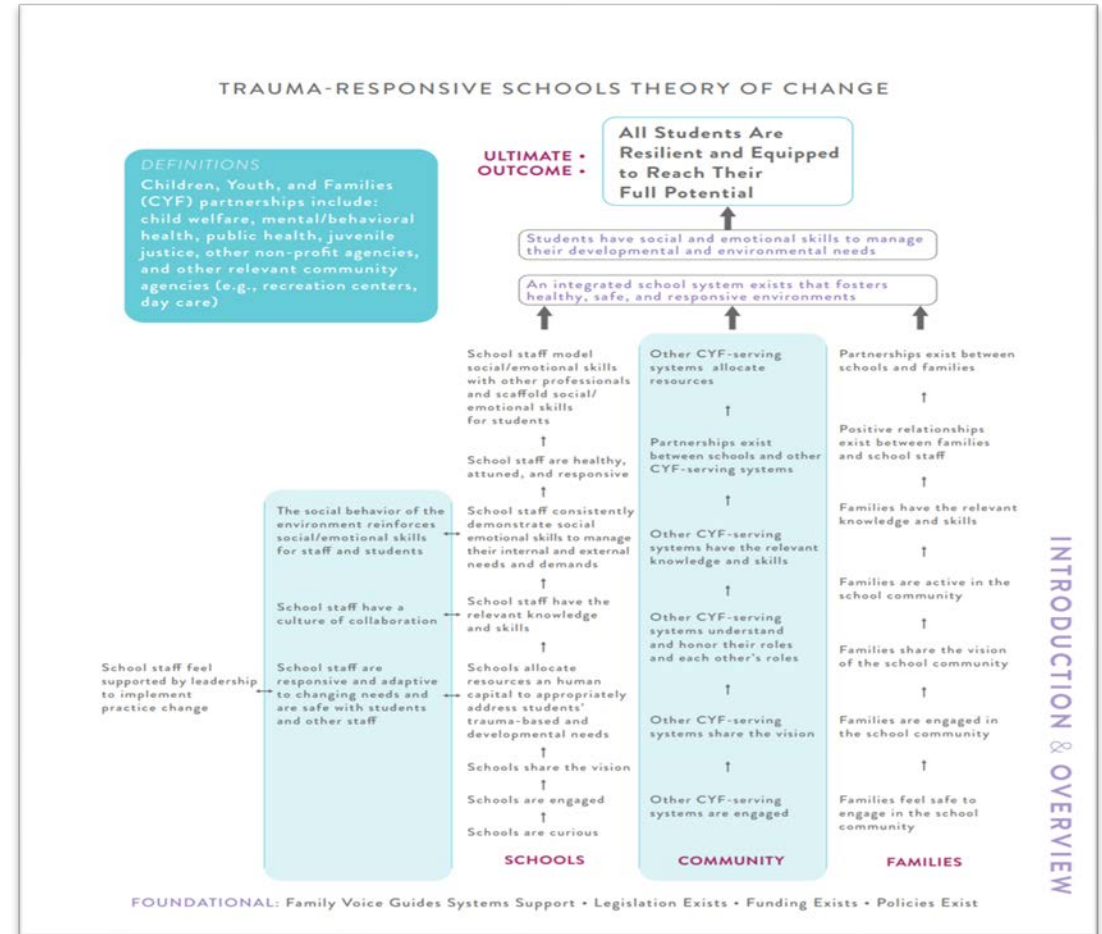 TRAUMA-RESPONSIVE SCHOOLS THEORY OF CHANGE
DEFINITIONS
Children, Youth, and Families
(CYF) partnerships include:
child welfare, mental/behavioral
health, public health, juvenile
justice, other non-profit agencies,
and other relevant community
agencies (e.g., recreation centers,
day care)
ULTIMATE •
OUTCOME •
All Students Are
Resilient and Equipped
to Reach Their
Full Potential
Students have social and emotional skills to manage
their developmental and environmental needs
An integrated school system exists that fosters
healthy, safe, and responsive environments
School staff feel
supported by leadership
to implement
practice change
The social behavior of the
environment reinforces
social/emotional skills
for staff and students
School staff have a
culture of collaboration
School staff are
responsive and adaptive
to changing needs and
are safe with students
and other staff
School staff model
social/emotional skills
with other professionals
and scaffold social/
emotional skills
for students
School staff are healthy,
attuned, and responsive
School staff consistently
demonstrate social
emotional skills to manage
their internal and external
needs and demands
School staff have the
relevant knowledge
and skills
Schools allocate
resources an human
capital to appropriately
address students'
trauma-based and
developmental needs
Schools share the vision
Schools are engaged
Schools are curious
SCHOOLS
Other CYF-serving
systems allocate
resources
Partnerships exist
between schools and other
CYF-serving systems
Other CYF-serving
systems have the relevant
knowledge and skills
Other CYF-serving
systems understand
and honor their roles
and each other's roles
Other CYF-serving
systems share the vision
Other CYF-serving
systems are engaged
COMMUNITY
Partnerships exist between
schools and families
Positive relationships
exist between families
and school staff
Families have the relevant
knowledge and skills
Families are active in the
school community
Families share the vision
of the school community
Families are engaged in
the school community
Families feel safe to
engage in the school
community
FAMILIES
FOUNDATIONAL: Family Voice Guides Systems Support • Legislation Exists • Funding Exists • Policies Exist
INTRODUCTION & OVERVIEW